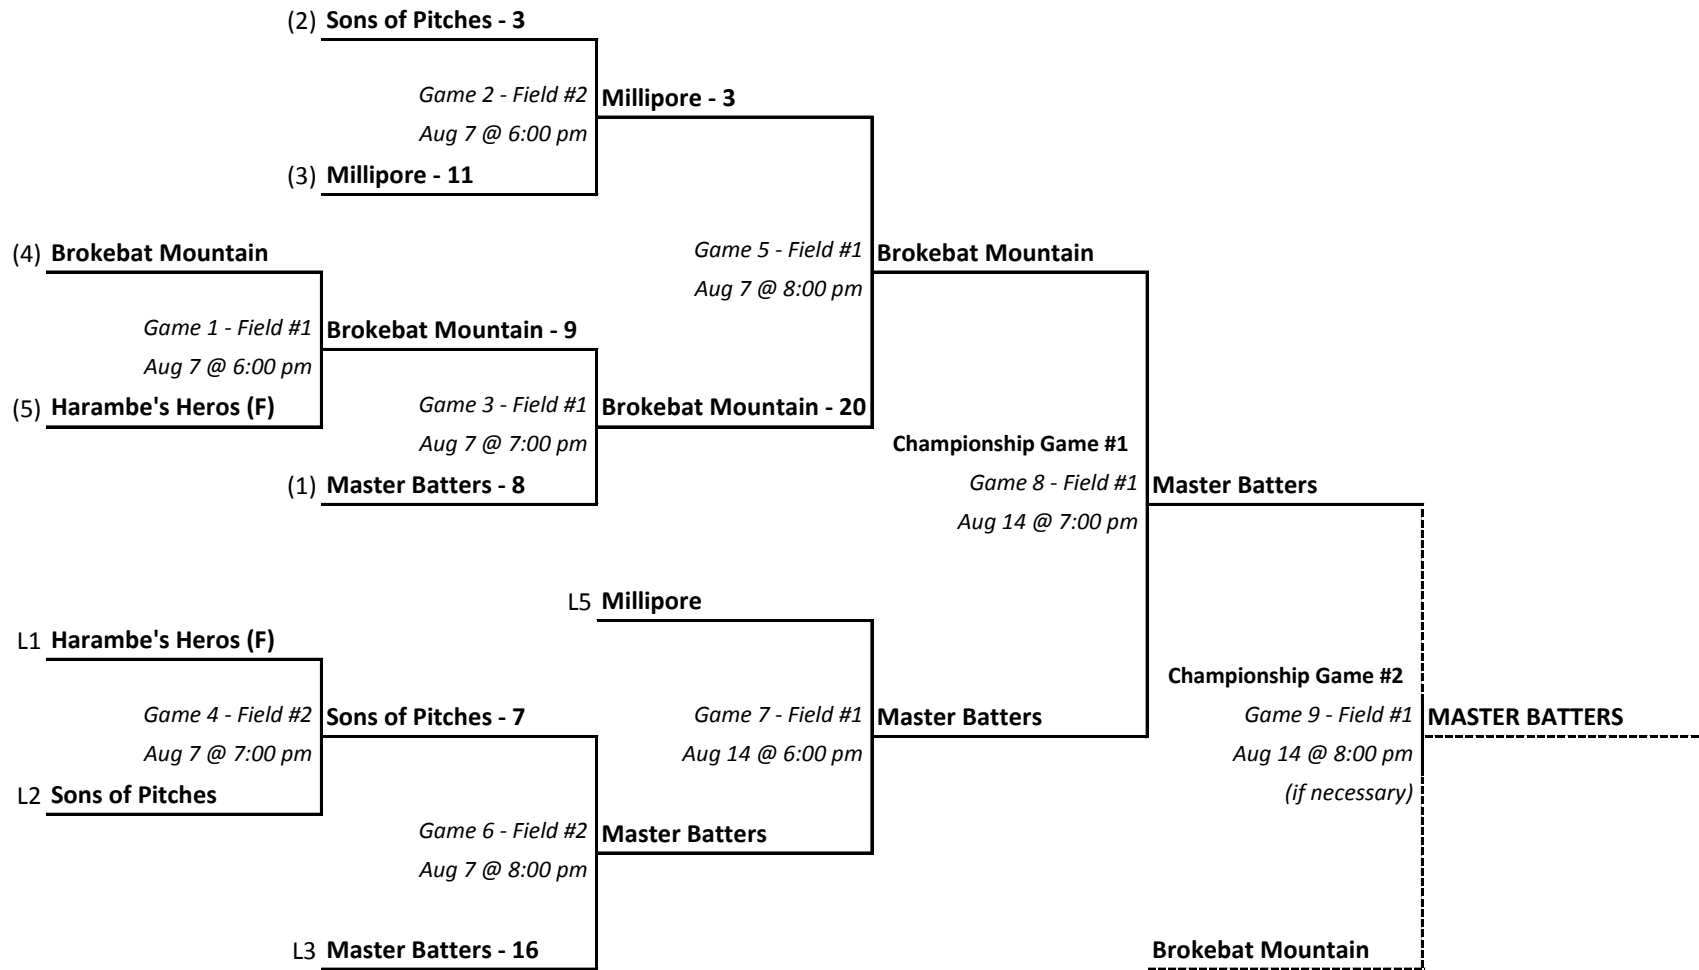 (2) Sons of Pitches - 3
Game 2 - Field #2
Millipore - 3
Aug 7 @ 6:00 pm
(3) Millipore - 11
(4) Brokebat Mountain
Game 5 - Field #1
Brokebat Mountain
Aug 7 @ 8:00 pm
Game 1 - Field #1
Brokebat Mountain - 9
Aug 7 @ 6:00 pm
(5) Harambe's Heros (F)
Game 3 - Field #1
Brokebat Mountain - 20
Aug 7 @ 7:00 pm
Championship Game #1
(1) Master Batters - 8
Game 8 - Field #1
Master Batters
Aug 14 @ 7:00 pm
L5 Millipore
L1 Harambe's Heros (F)
Championship Game #2
Game 4 - Field #2
Sons of Pitches - 7
Game 7 - Field #1
Master Batters
Game 9 - Field #1
MASTER BATTERS
Aug 7 @ 7:00 pm
Aug 14 @ 6:00 pm
Aug 14 @ 8:00 pm
L2 Sons of Pitches
(if necessary)
Game 6 - Field #2
Master Batters
Aug 7 @ 8:00 pm
L3 Master Batters - 16
Brokebat Mountain